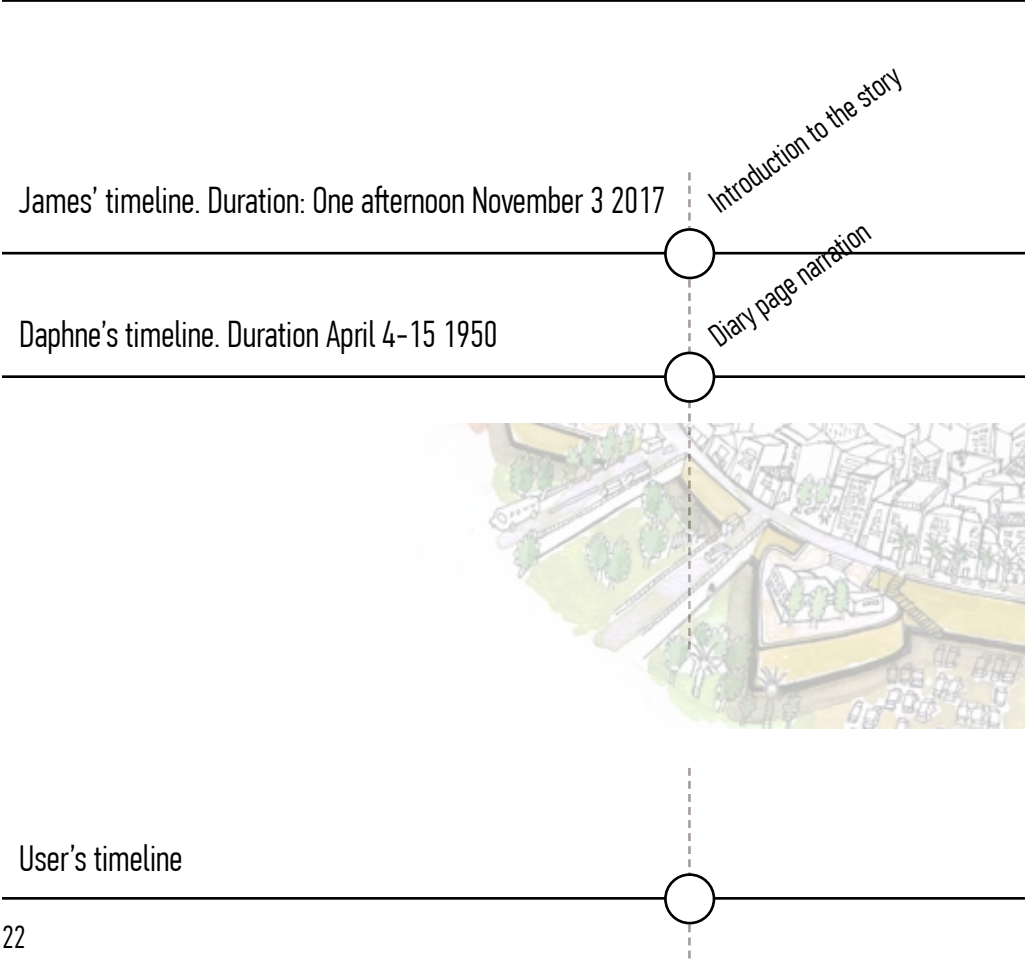 Introduction to the story
James’ timeline. Duration: One afternoon November 3 2017
Diary page narration
Daphne’s timeline. Duration April 4-15 1950
User’s timeline
22